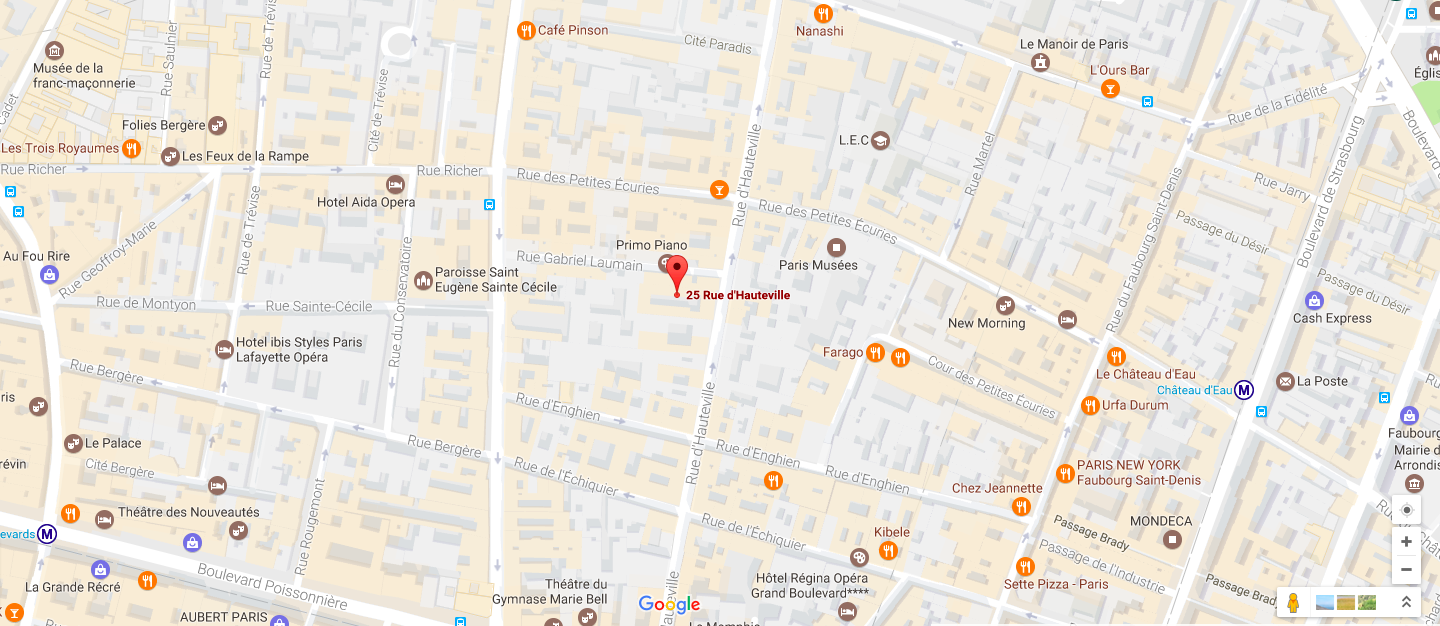 Café Pinson
Nanashi
Cité Paradis
Le Manoir de Paris
L'Ours Bar
Musée de la
franc-maçonnerie
Rue Saulnier
Rue de Trévise
Cité de Trévise
Cadet
Folies Bergère
Les Trois Royaumes
Les Feux de la Rampe
Rue Richer
Rue Richer
Hotel Aida Opera
Rue des Petites Écuries
Rue d'Hauteville
L.E.C
Rue Martel
Rue de la Fidélité
Boulevard de Strasbourg
Boulevard d
Églis
Rue Jarry
Passage du Désir
Passage du Désir
Rue du Faubourg Saint-Denis
Rue des Petites Écuries
Rue de Trévise
Rue Geoffroy-Marie
Au Fou Rire
Rue de Montyon
Rue Sainte-Cécile
Rue du Conservatoire
Paroisse Saint
Eugène Sainte Cécile
Primo Piano
Rue Gabriel Laumain
25 Rue d'Hauteville
Paris Musées
New Morning
Cash Express
Hotel ibis Styles Paris
Lafayette Opéra
Farago
Cour des Petites Écuries
Le Château d'Eau
Château d'Eau
M
La Poste
Urfa Durum
Rue Bergère
Rue Bergère
ris
Le Palace
Cité Bergère
révin
Rue d'Enghien
Rue d'Hauteville
Rue d'Enghien
Rue d'Enghien
Faubourg
Mairie d
Arrondis
PARIS NEW YORK
Faubourg Saint-Denis
Chez Jeannette
Rue de l'Échiquier
Rue de l'Échiquier
Rue Rougemont
Théâtre des Nouveautés
evards
M
Kibele
MONDECA
Passage Brady
Passage de l'Industrie
Passage Brady
Sette Pizza - Paris
La Grande Récré
Boulevard Poissonnière
AUBERT PARIS
Théâtre du
Gymnase Marie Bell
Hôtel Régina Opéra
Grand Boulevard****
Google
Le Memphis
auteville